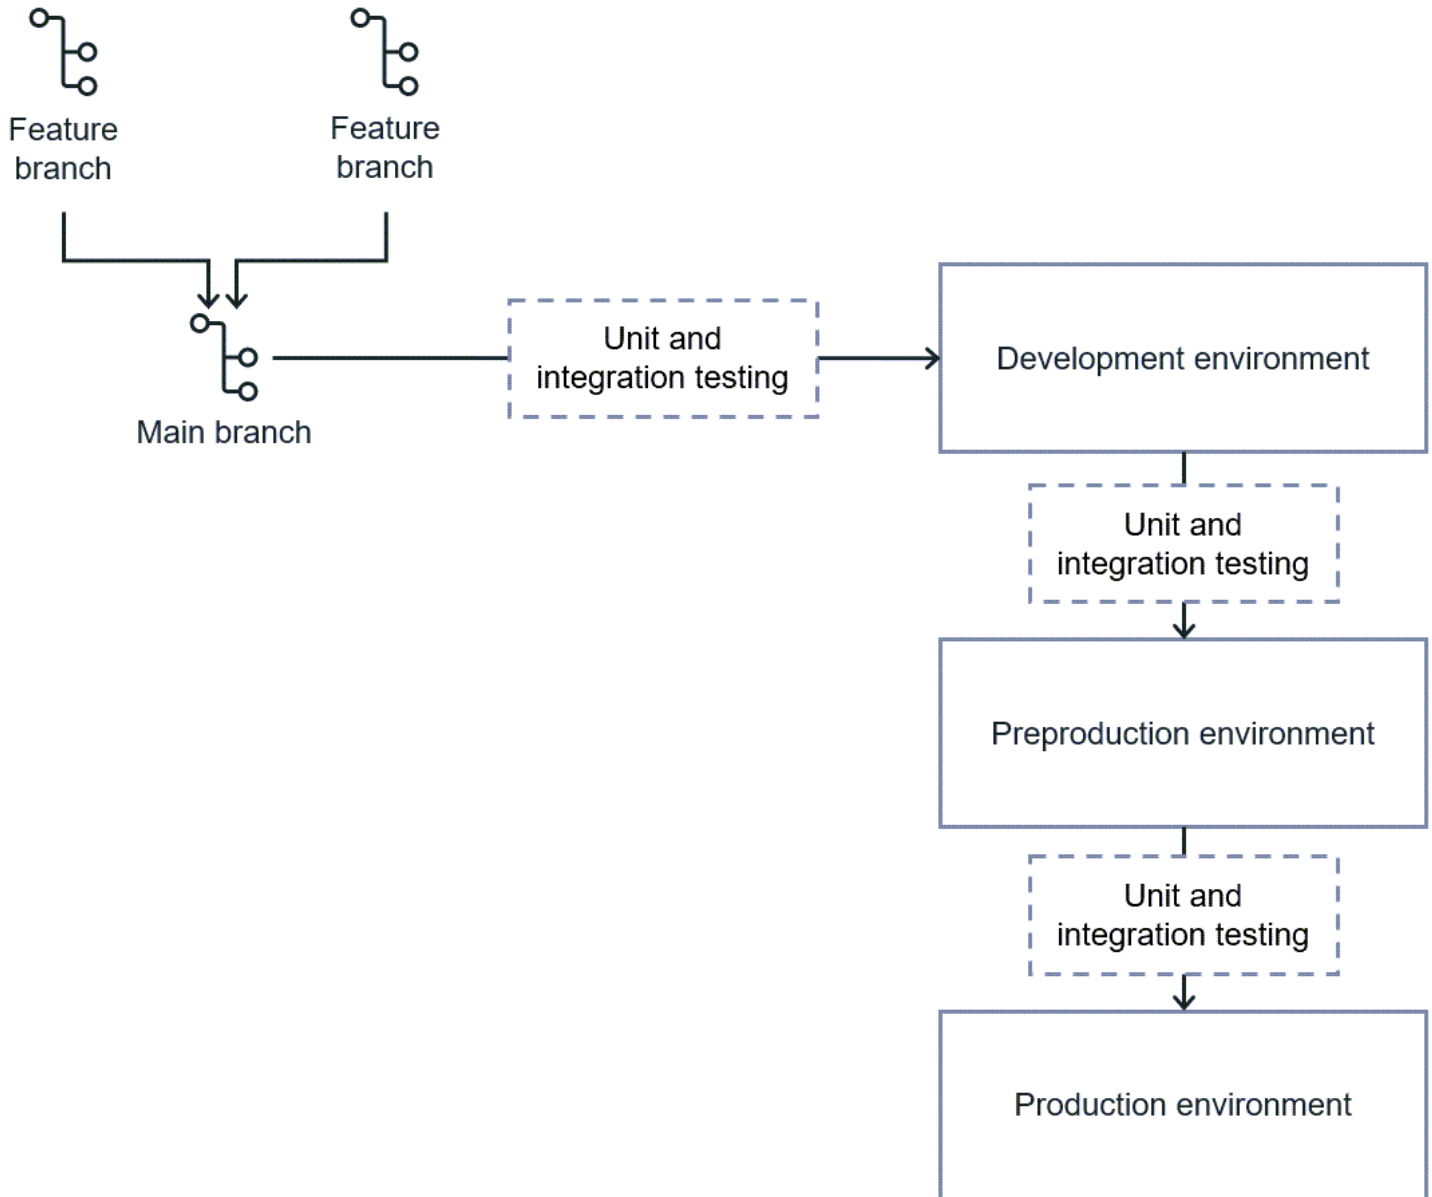 Feature
branch
Feature
branch
Main branch
Unit and
integration testing
Development environment
Unit and
integration testing
Preproduction environment
Unit and
integration testing
Production environment